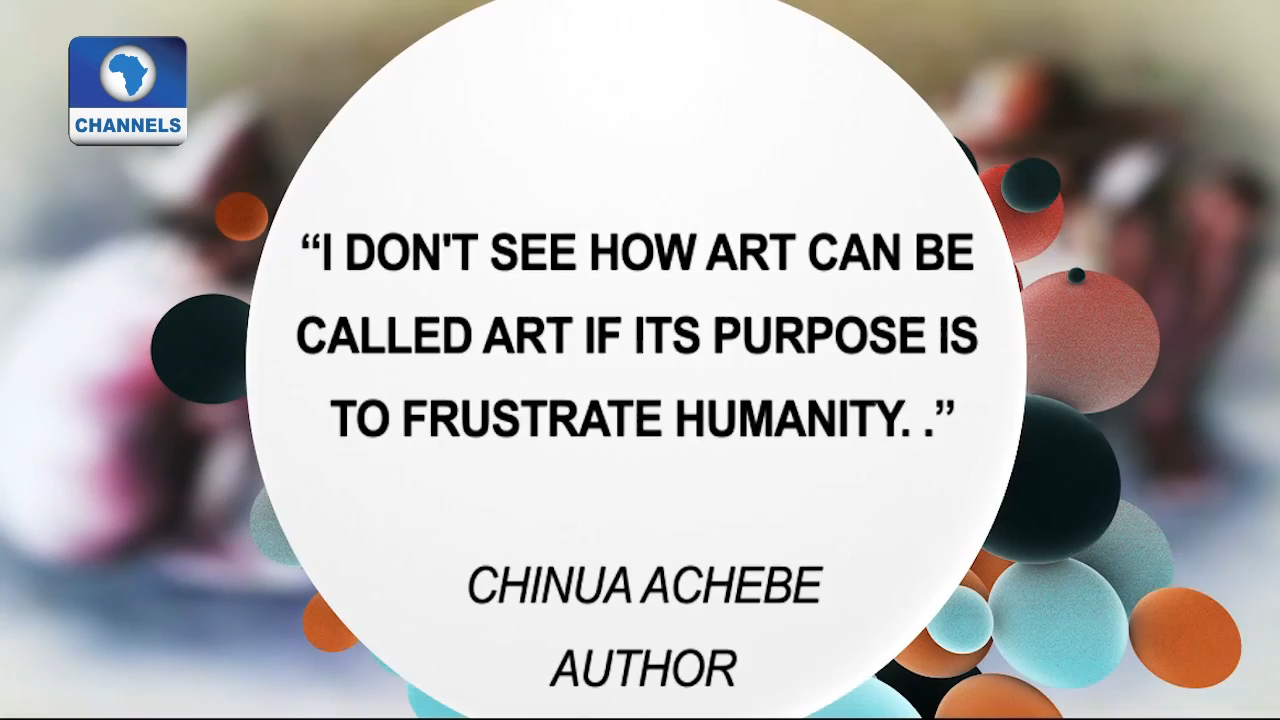 CHANNELS
“I DON'T SEE HOW ART CAN BE
CALLED ART IF ITS PURPOSE IS
TO FRUSTRATE HUMANITY. .”
CHINUA ACHEBE
AUTHOR